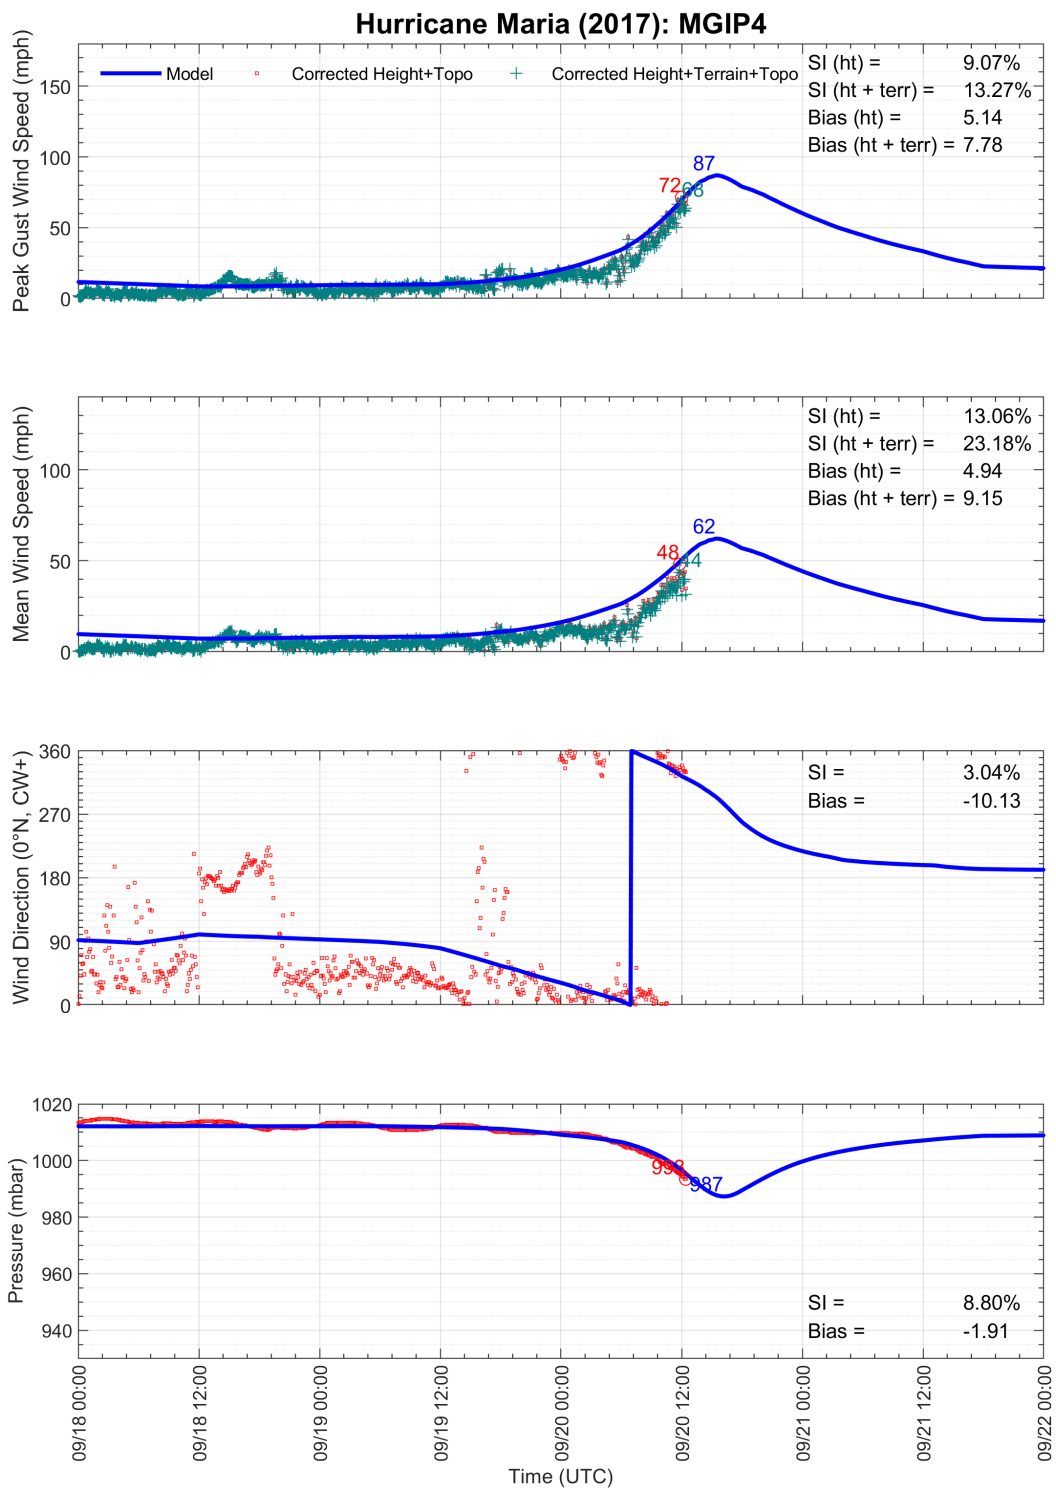 Hurricane Maria (2017): MGIP4
Peak Gust Wind Speed (mph)
150
100
50
0
Model
Corrected Height+Topo
Corrected Height+Terrain+Topo
SI (ht) = 9.07%
SI (ht + terr) = 13.27%
Bias (ht) = 5.14
Bias (ht + terr) = 7.78
87
72
68
Mean Wind Speed (mph)
100
50
0
SI (ht) = 13.06%
SI (ht + terr) = 23.18%
Bias (ht) = 4.94
Bias (ht + terr) = 9.15
62
48
44
Wind Direction (0°N, CW+)
360
270
180
90
0
SI = 3.04%
Bias = -10.13
Pressure (mbar)
1020
1000
980
960
940
993
987
SI = 8.80%
Bias = -1.91
09/18 00:00
09/18 12:00
09/19 00:00
09/19 12:00
09/20 00:00
09/20 12:00
09/21 00:00
09/21 12:00
09/22 00:00
Time (UTC)